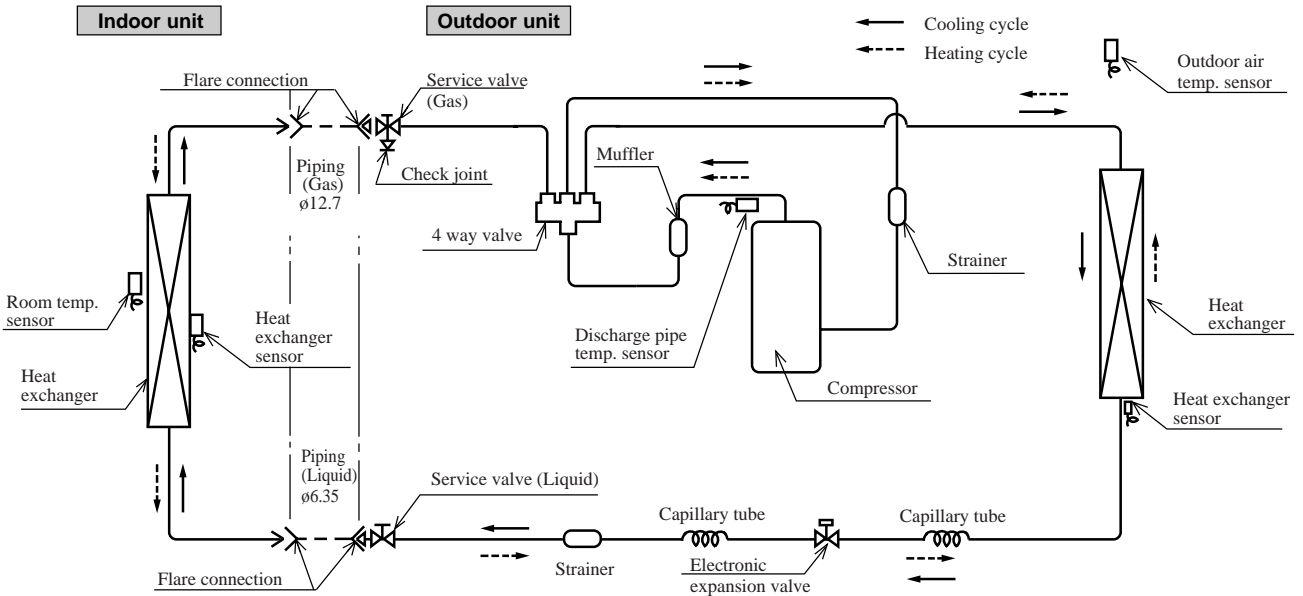 Indoor unit
Outdoor unit
Cooling cycle
Heating cycle
Outdoor air
temp. sensor
Flare connection
Service valve
(Gas)
Check joint
Piping
(Gas)
ø12.7
Muffler
4 way valve
Strainer
Room temp.
sensor
Heat
exchanger
sensor
Heat
exchanger
Discharge pipe
temp. sensor
Compressor
Heat
exchanger
Heat exchanger
sensor
Piping
(Liquid)
ø6.35
Service valve (Liquid)
Capillary tube
Capillary tube
Flare connection
Strainer
Electronic
expansion valve